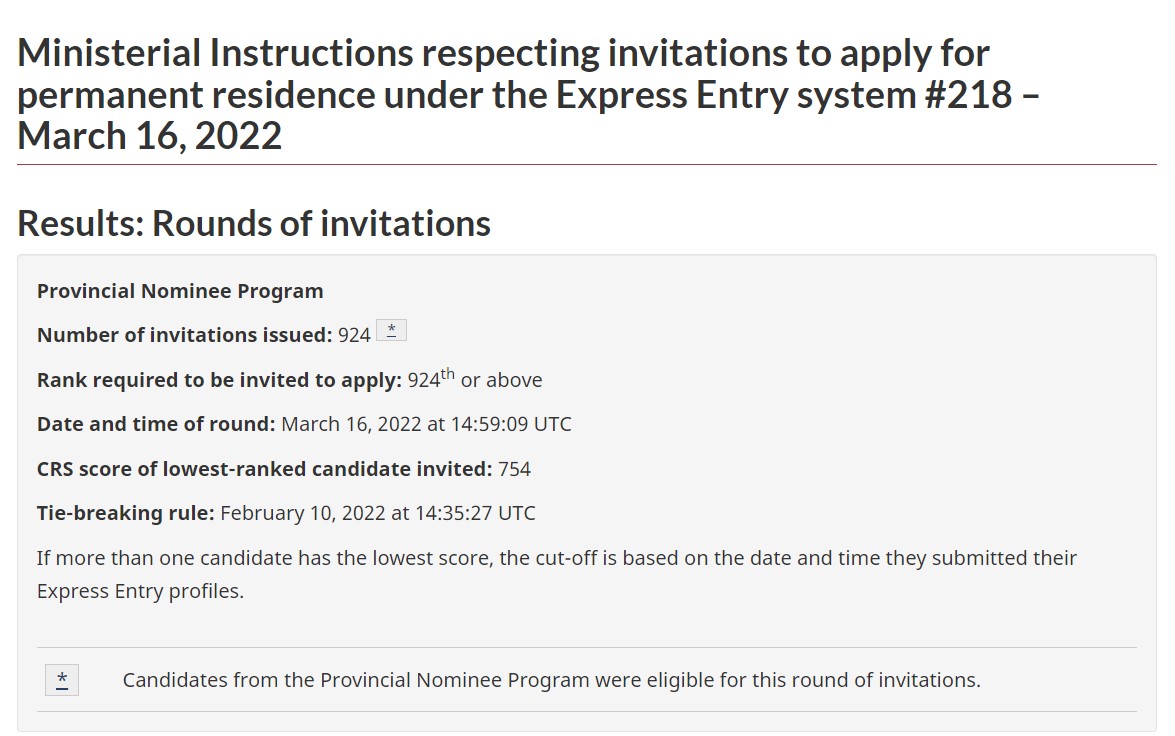 Ministerial Instructions respecting invitations to apply for
permanent residence under the Express Entry system #218 –
March 16, 2022
Results: Rounds of invitations
Provincial Nominee Program
Number of invitations issued: 924 *
Rank required to be invited to apply: 924th or above
Date and time of round: March 16, 2022 at 14:59:09 UTC
CRS score of lowest-ranked candidate invited: 754
Tie-breaking rule: February 10, 2022 at 14:35:27 UTC
If more than one candidate has the lowest score, the cut-off is based on the date and time they submitted their
Express Entry profiles.
* Candidates from the Provincial Nominee Program were eligible for this round of invitations.